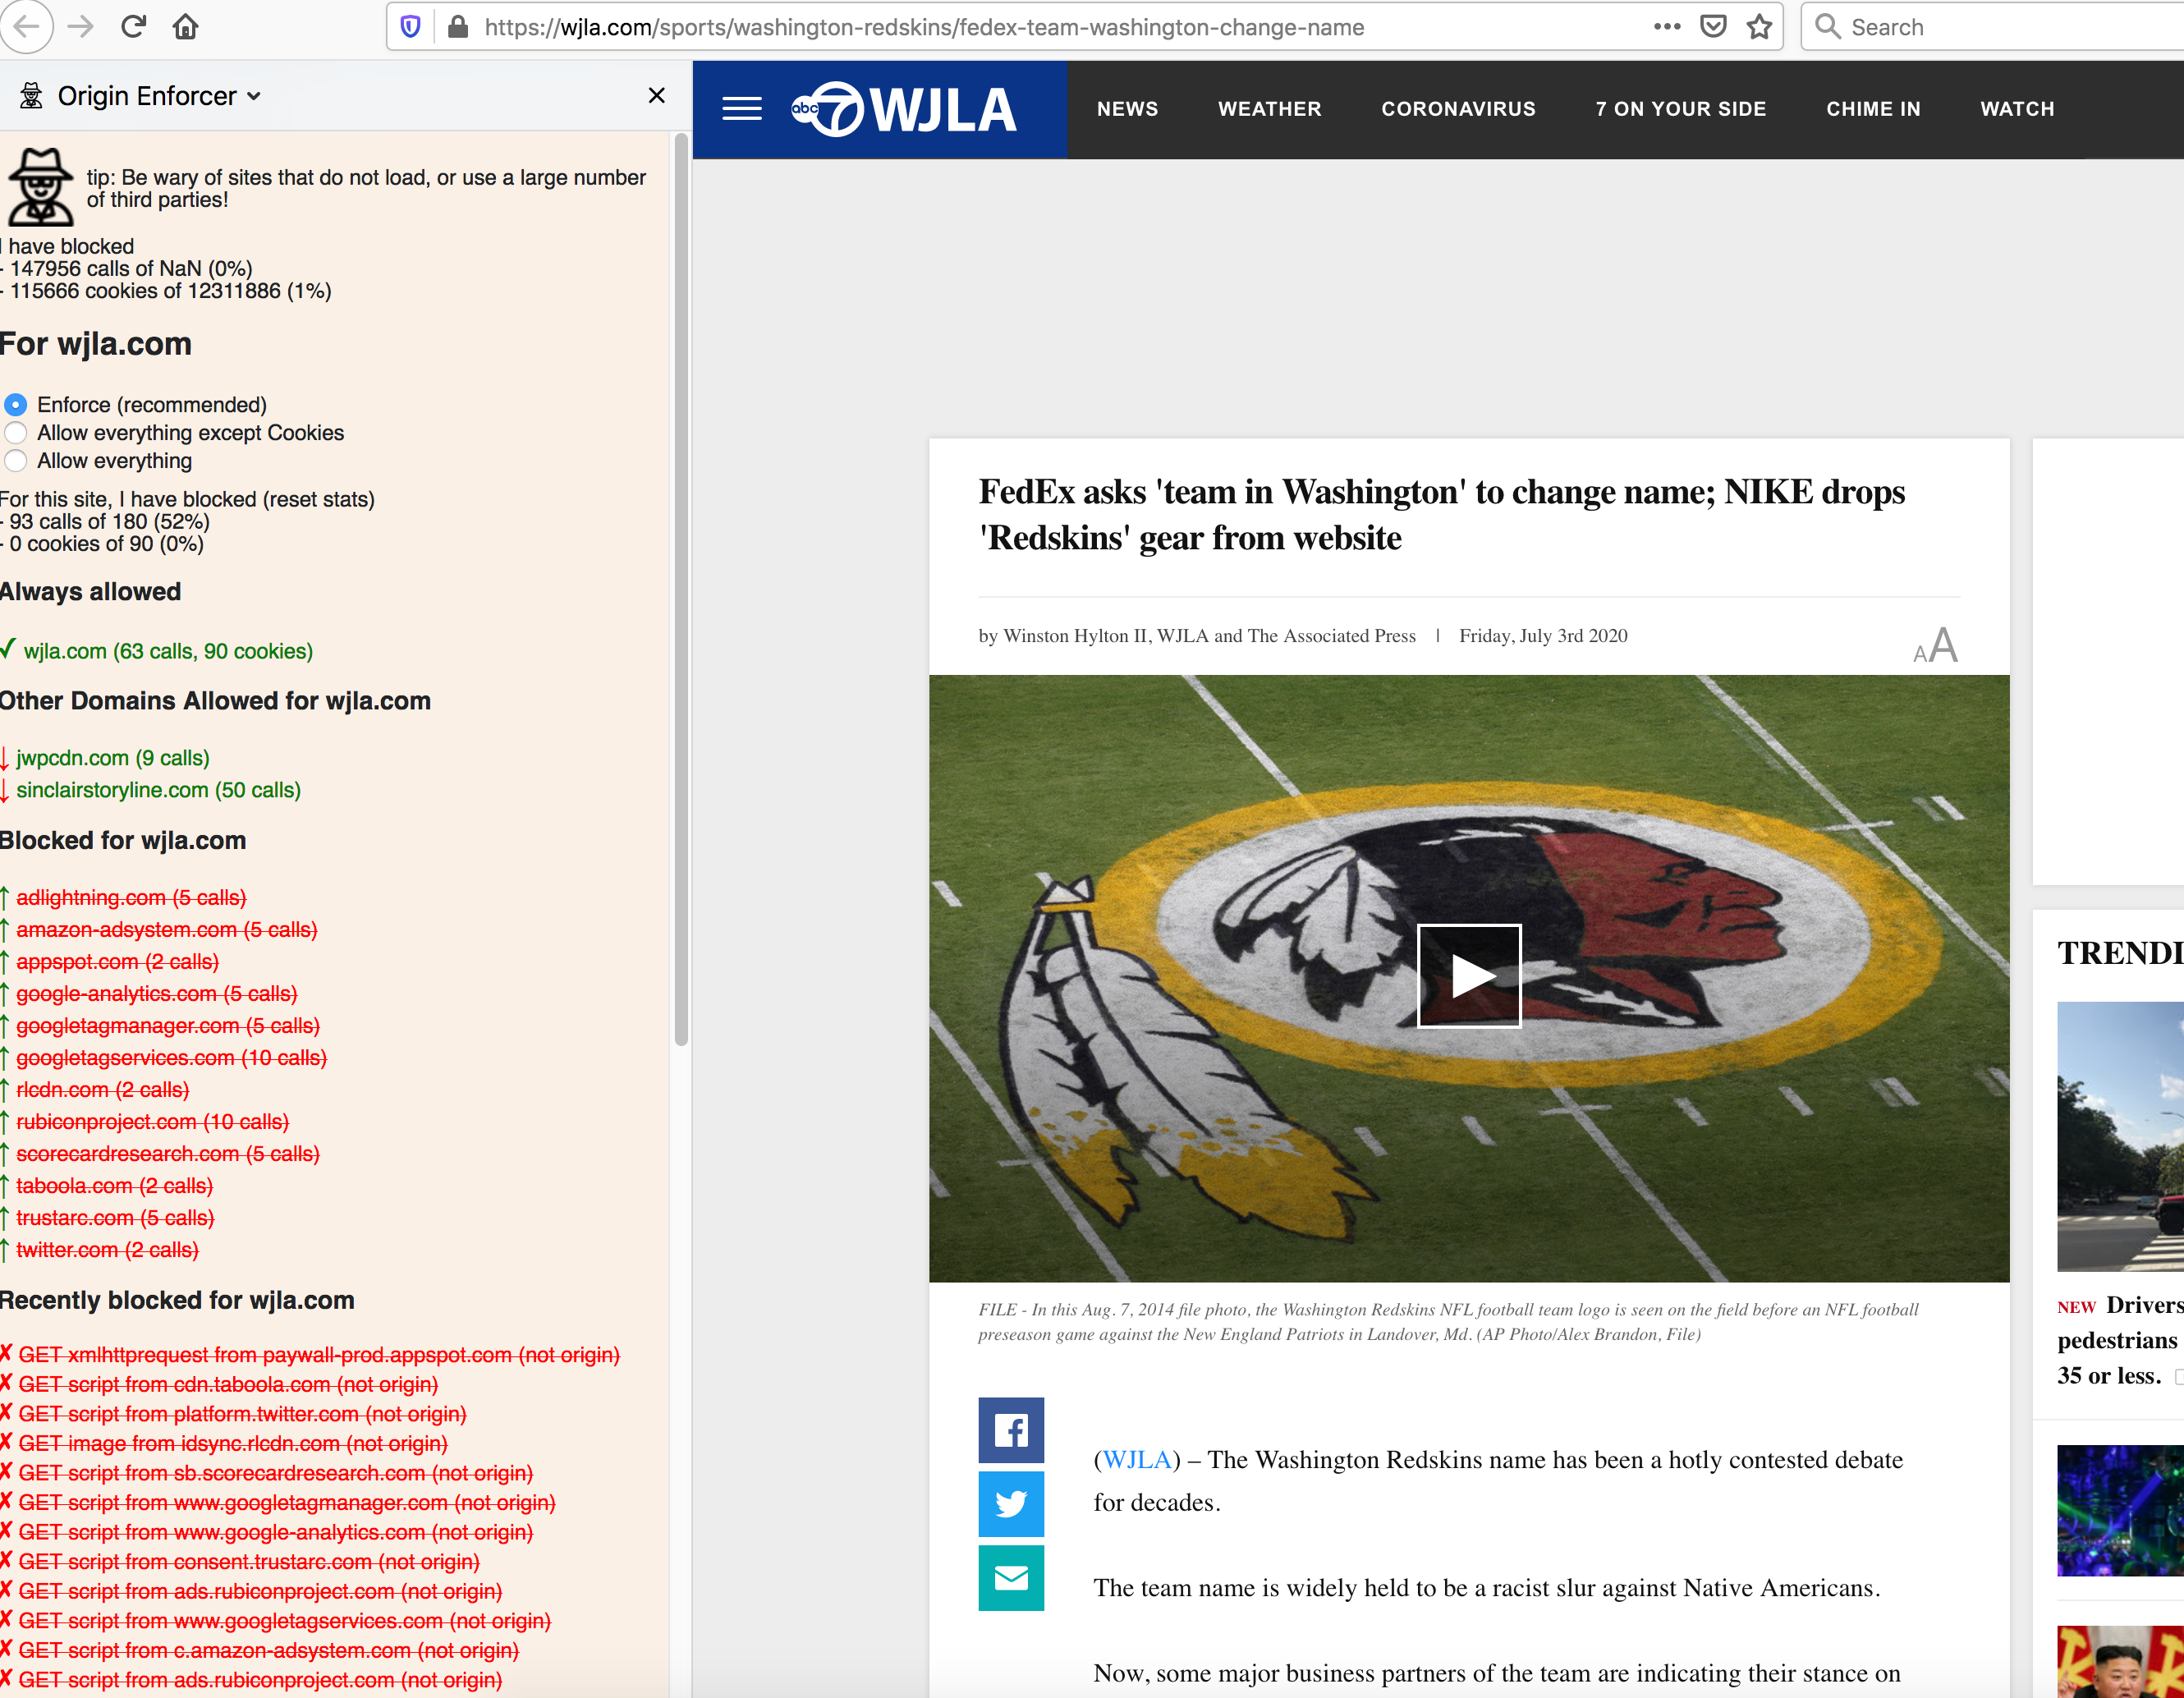 https://wjla.com/sports/washington-redskins/fedex-team-washington-change-name
Search
Origin Enforcer
tip: Be wary of sites that do not load, or use a large number
of third parties!
I have blocked
- 147956 calls of NaN (0%)
- 115666 cookies of 12311886 (1%)
For wjla.com
Enforce (recommended)
Allow everything except Cookies
Allow everything
For this site, I have blocked (reset stats)
- 93 calls of 180 (52%)
- 0 cookies of 90 (0%)
Always allowed
✓ wjla.com (63 calls, 90 cookies)
Other Domains Allowed for wjla.com
↓ jwpcdn.com (9 calls)
↓ sinclairstoryline.com (50 calls)
Blocked for wjla.com
↑ adlightning.com (5 calls)
↑ amazon-adsystem.com (5 calls)
↑ appspot.com (2 calls)
↑ google-analytics.com (5 calls)
↑ googletagmanager.com (5 calls)
↑ googletagservices.com (10 calls)
↑ rlcdn.com (2 calls)
↑ rubiconproject.com (10 calls)
↑ scorecardresearch.com (5 calls)
↑ taboola.com (2 calls)
↑ trustarc.com (5 calls)
↑ twitter.com (2 calls)
Recently blocked for wjla.com
✗ GET xmlhttprequest from paywall-prod.appspot.com (not origin)
✗ GET script from cdn.taboola.com (not origin)
✗ GET script from platform.twitter.com (not origin)
✗ GET image from idsync.rlcdn.com (not origin)
✗ GET script from sb.scorecardresearch.com (not origin)
✗ GET script from www.googletagmanager.com (not origin)
✗ GET script from www.google-analytics.com (not origin)
✗ GET script from consent.trustarc.com (not origin)
✗ GET script from ads.rubiconproject.com (not origin)
✗ GET script from www.googletagservices.com (not origin)
✗ GET script from c.amazon-adsystem.com (not origin)
✗ GET script from ads.rubiconproject.com (not origin)
abc 7 WJLA
NEWS WEATHER CORONAVIRUS 7 ON YOUR SIDE CHIME IN WATCH
FedEx asks 'team in Washington' to change name; NIKE drops
'Redskins' gear from website
by Winston Hylton II, WJLA and The Associated Press | Friday, July 3rd 2020
AA
FILE - In this Aug. 7, 2014 file photo, the Washington Redskins NFL football team logo is seen on the field before an NFL football
preseason game against the New England Patriots in Landover, Md. (AP Photo/Alex Brandon, File)
(WJLA) – The Washington Redskins name has been a hotly contested debate
for decades.
The team name is widely held to be a racist slur against Native Americans.
Now, some major business partners of the team are indicating their stance on
TRENDI
NEW Drivers
pedestrians
35 or less.